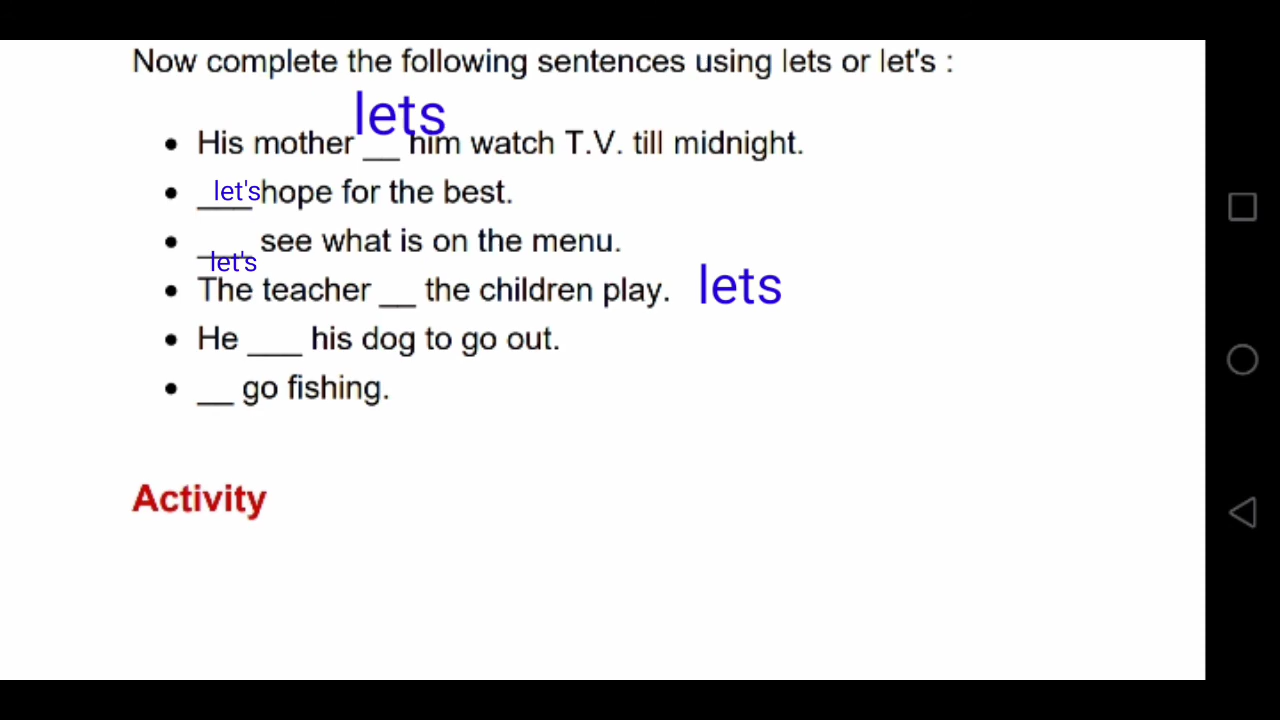 Now complete the following sentences using lets or let's :
lets
• His mother __ him watch T.V. till midnight.
• ___ let's hope for the best.
• ___ see what is on the menu.
let's
• The teacher __ the children play. lets
• He ___ his dog to go out.
• __ go fishing.
Activity